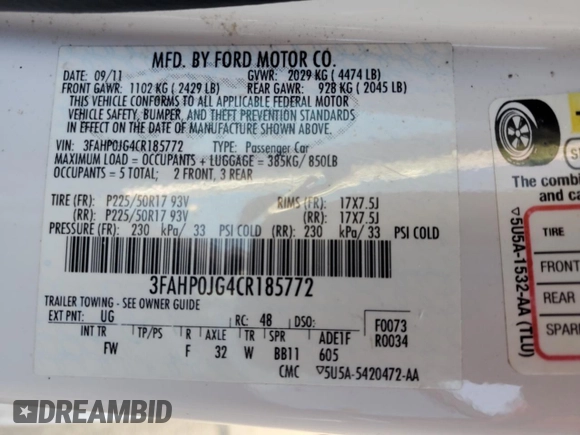 MFD. BY FORD MOTOR CO.
DATE: 09/11 GVWR: 2029 KG ( 4474 LB)
FRONT GAWR: 1102 KG ( 2429 LB) REAR GAWR: 928 KG ( 2045 LB)
THIS VEHICLE CONFORMS TO ALL APPLICABLE FEDERAL MOTOR
VEHICLE SAFETY, BUMPER, AND THEFT PREVENTION STANDARDS
IN EFFECT ON THE DATE OF MANUFACTURE SHOWN ABOVE.
VIN: 3FAHP0JG4CR185772 TYPE: Passenger Car
MAXIMUM LOAD = OCCUPANTS + LUGGAGE = 385KG/ 850LB
OCCUPANTS = 5 TOTAL; 2 FRONT, 3 REAR
TIRE (FR): P225/50R17 93V RIMS (FR): 17X7.5J
(RR): P225/50R17 93V (RR): 17X7.5J
PRESSURE (FR): 230 kPa/ 33 (RR): 230 kPa/33 PSI COLD
PSI COLD
3FAHP0JG4CR185772
TRAILER TOWING - SEE OWNER GUIDE
EXT PNT: UG RC: 48 DSO: F0073
INT TR TP/PS R AXLE TR SPR ADE1F R0034
FW F 32 W BB11 605
CMC ▽5U5A-5420472-AA
The comb
▽5U5A-1532-AA (TLU)
TIRE
FRONT
REAR
SPAR
DREAMBID